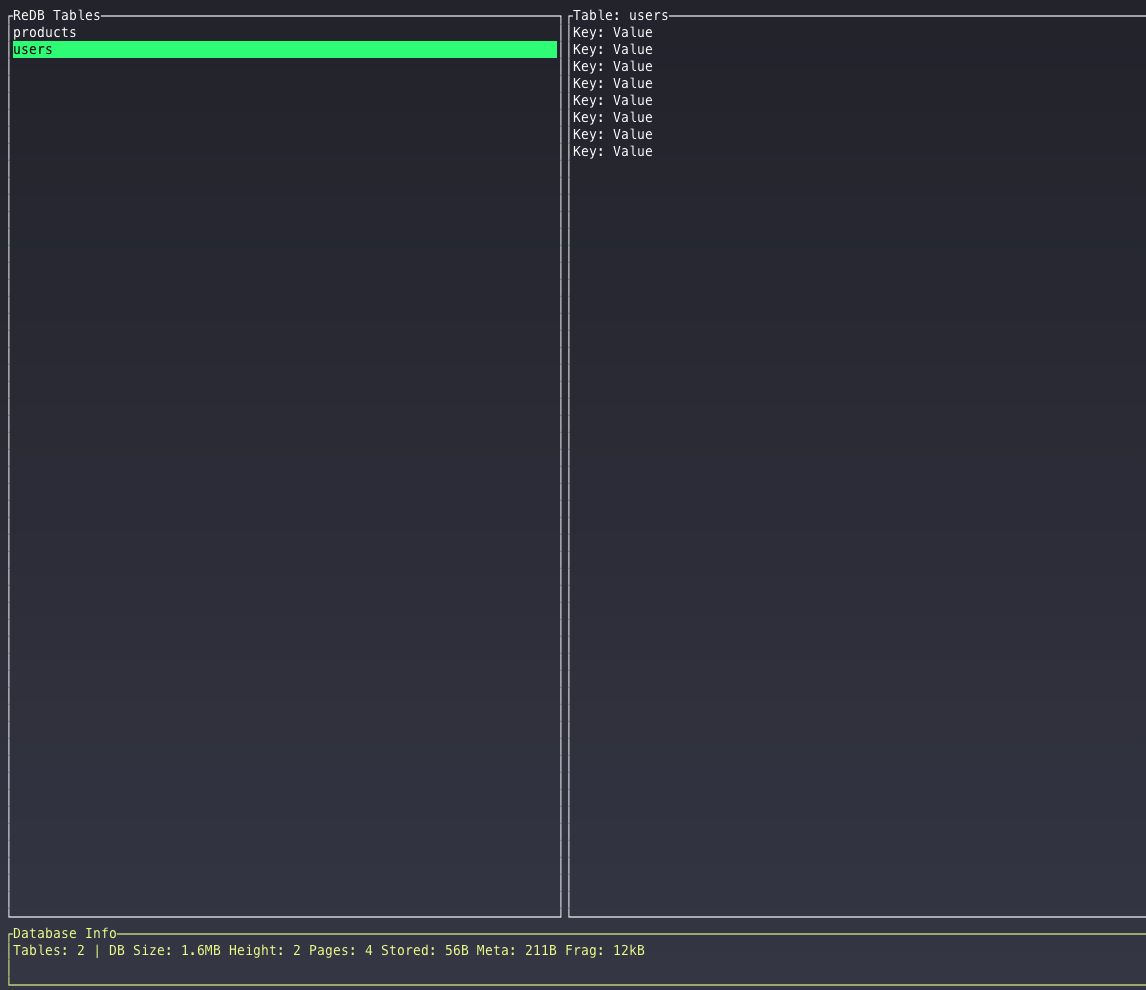 ReDB Tables
products
users
Table: users
Key: Value
Key: Value
Key: Value
Key: Value
Key: Value
Key: Value
Key: Value
Key: Value
Database Info
Tables: 2 | DB Size: 1.6MB Height: 2 Pages: 4 Stored: 56B Meta: 211B Frag: 12kB